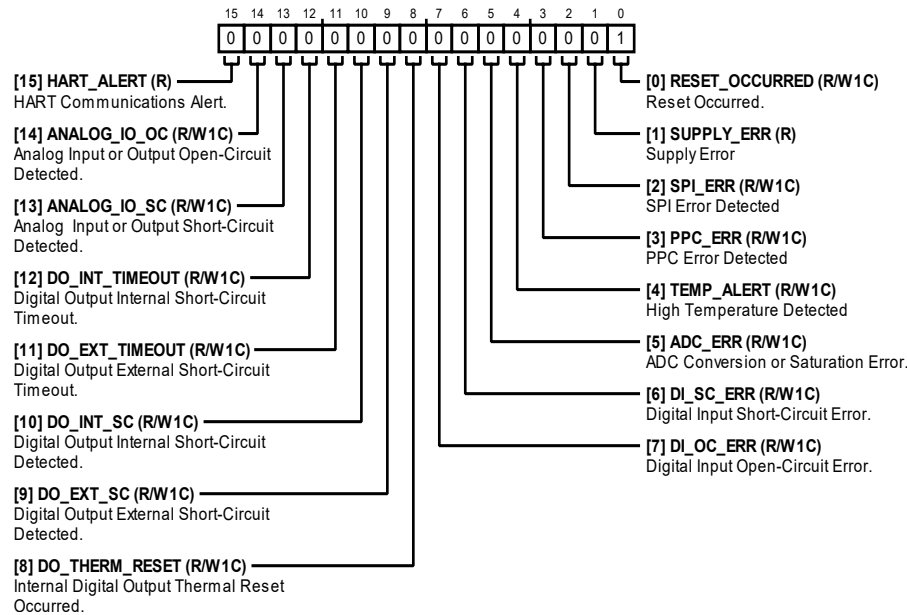 15 14 13 12 11 10 9 8 7 6 5 4 3 2 1 0
0 0 0 0 0 0 0 0 0 0 0 0 0 0 0 1
[15] HART_ALERT (R)
HART Communications Alert.
[14] ANALOG_IO_OC (R/W1C)
Analog Input or Output Open-Circuit
Detected.
[13] ANALOG_IO_SC (R/W1C)
Analog Input or Output Short-Circuit
Detected.
[12] DO_INT_TIMEOUT (R/W1C)
Digital Output Internal Short-Circuit
Timeout.
[11] DO_EXT_TIMEOUT (R/W1C)
Digital Output External Short-Circuit
Timeout.
[10] DO_INT_SC (R/W1C)
Digital Output Internal Short-Circuit
Detected.
[9] DO_EXT_SC (R/W1C)
Digital Output External Short-Circuit
Detected.
[8] DO_THERM_RESET (R/W1C)
Internal Digital Output Thermal Reset
Occurred.
[0] RESET_OCCURRED (R/W1C)
Reset Occurred.
[1] SUPPLY_ERR (R)
Supply Error
[2] SPI_ERR (R/W1C)
SPI Error Detected
[3] PPC_ERR (R/W1C)
PPC Error Detected
[4] TEMP_ALERT (R/W1C)
High Temperature Detected
[5] ADC_ERR (R/W1C)
ADC Conversion or Saturation Error.
[6] DI_SC_ERR (R/W1C)
Digital Input Short-Circuit Error.
[7] DI_OC_ERR (R/W1C)
Digital Input Open-Circuit Error.